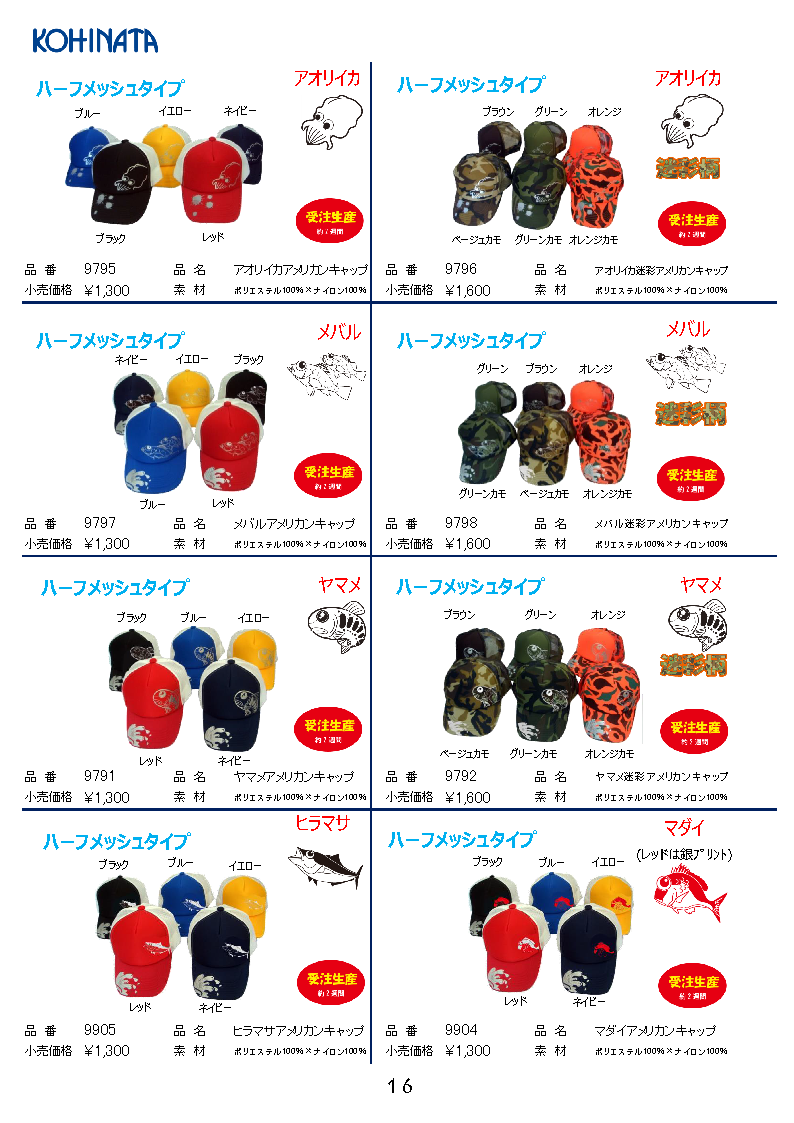 KOHINATA
ハーフメッシュタイプ
アオリイカ
ブルー
イエロー
ネイビー
ブラック
レッド
受注生産
約２週間
品 番 9795 品 名 アオリイカアメリカンキャップ
小売価格 ¥1,300 素 材 ポリエステル100%×ナイロン100%
ハーフメッシュタイプ
アオリイカ
ブラウン
グリーン
オレンジ
迷彩柄
ベージュカモ
グリーンカモ
オレンジカモ
受注生産
約２週間
品 番 9796 品 名 アオリイカ迷彩アメリカンキャップ
小売価格 ¥1,600 素 材 ポリエステル100%×ナイロン100%
ハーフメッシュタイプ
メバル
ネイビー
イエロー
ブラック
ブルー
レッド
受注生産
約２週間
品 番 9797 品 名 メバルアメリカンキャップ
小売価格 ¥1,300 素 材 ポリエステル100%×ナイロン100%
ハーフメッシュタイプ
メバル
グリーン
ブラウン
オレンジ
迷彩柄
グリーンカモ
ベージュカモ
オレンジカモ
受注生産
約２週間
品 番 9798 品 名 メバル迷彩アメリカンキャップ
小売価格 ¥1,600 素 材 ポリエステル100%×ナイロン100%
ハーフメッシュタイプ
ヤマメ
ブラック
ブルー
イエロー
レッド
ネイビー
受注生産
約２週間
品 番 9791 品 名 ヤマメアメリカンキャップ
小売価格 ¥1,300 素 材 ポリエステル100%×ナイロン100%
ハーフメッシュタイプ
ヤマメ
ブラウン
グリーン
オレンジ
迷彩柄
ベージュカモ
グリーンカモ
オレンジカモ
受注生産
約２週間
品 番 9792 品 名 ヤマメ迷彩アメリカンキャップ
小売価格 ¥1,600 素 材 ポリエステル100%×ナイロン100%
ハーフメッシュタイプ
ヒラマサ
ブラック
ブルー
イエロー
レッド
ネイビー
受注生産
約２週間
品 番 9905 品 名 ヒラマサアメリカンキャップ
小売価格 ¥1,300 素 材 ポリエステル100%×ナイロン100%
ハーフメッシュタイプ
マダイ
(レッドは銀ﾌﾟﾘﾝﾄ)
ブラック
ブルー
イエロー
レッド
ネイビー
受注生産
約２週間
品 番 9904 品 名 マダイアメリカンキャップ
小売価格 ¥1,300 素 材 ポリエステル100%×ナイロン100%
16